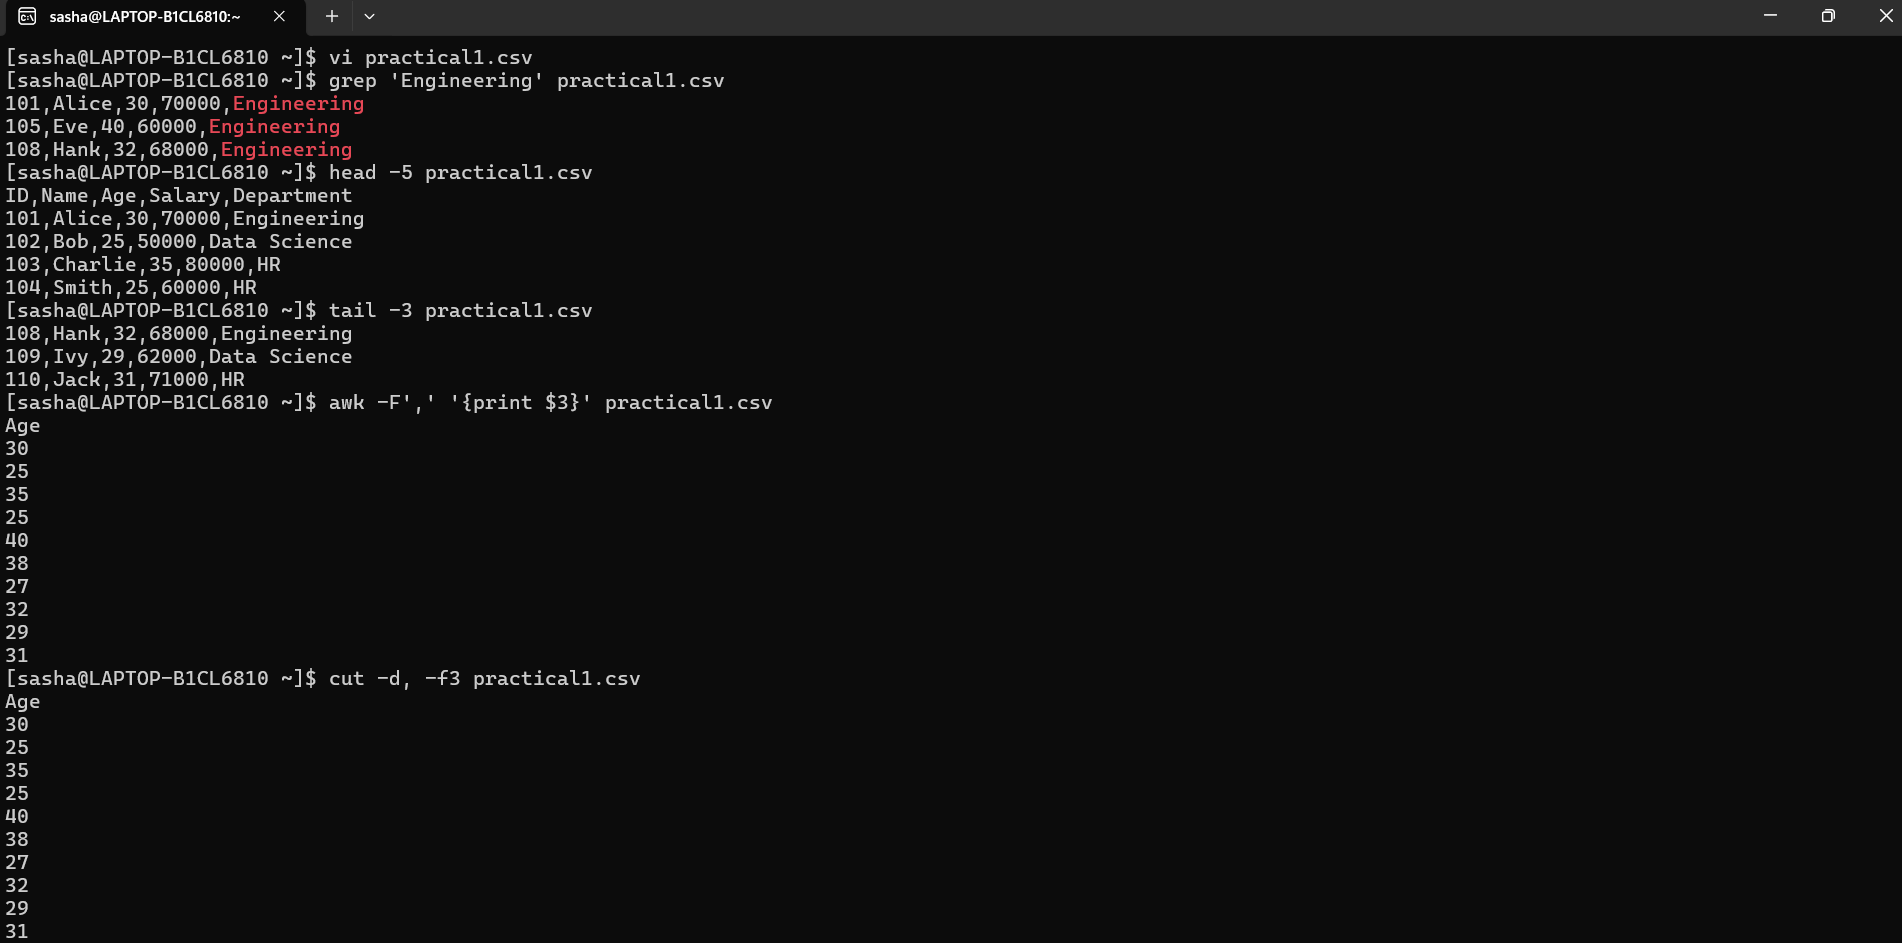 sasha@LAPTOP-B1CL6810:~
[sasha@LAPTOP-B1CL6810 ~]$ vi practical1.csv
[sasha@LAPTOP-B1CL6810 ~]$ grep 'Engineering' practical1.csv
101,Alice,30,70000,Engineering
105,Eve,40,60000,Engineering
108,Hank,32,68000,Engineering
[sasha@LAPTOP-B1CL6810 ~]$ head -5 practical1.csv
ID,Name,Age,Salary,Department
101,Alice,30,70000,Engineering
102,Bob,25,50000,Data Science
103,Charlie,35,80000,HR
104,Smith,25,60000,HR
[sasha@LAPTOP-B1CL6810 ~]$ tail -3 practical1.csv
108,Hank,32,68000,Engineering
109,Ivy,29,62000,Data Science
110,Jack,31,71000,HR
[sasha@LAPTOP-B1CL6810 ~]$ awk -F',' '{print $3}' practical1.csv
Age
30
25
35
25
40
38
27
32
29
31
[sasha@LAPTOP-B1CL6810 ~]$ cut -d, -f3 practical1.csv
Age
30
25
35
25
40
38
27
32
29
31